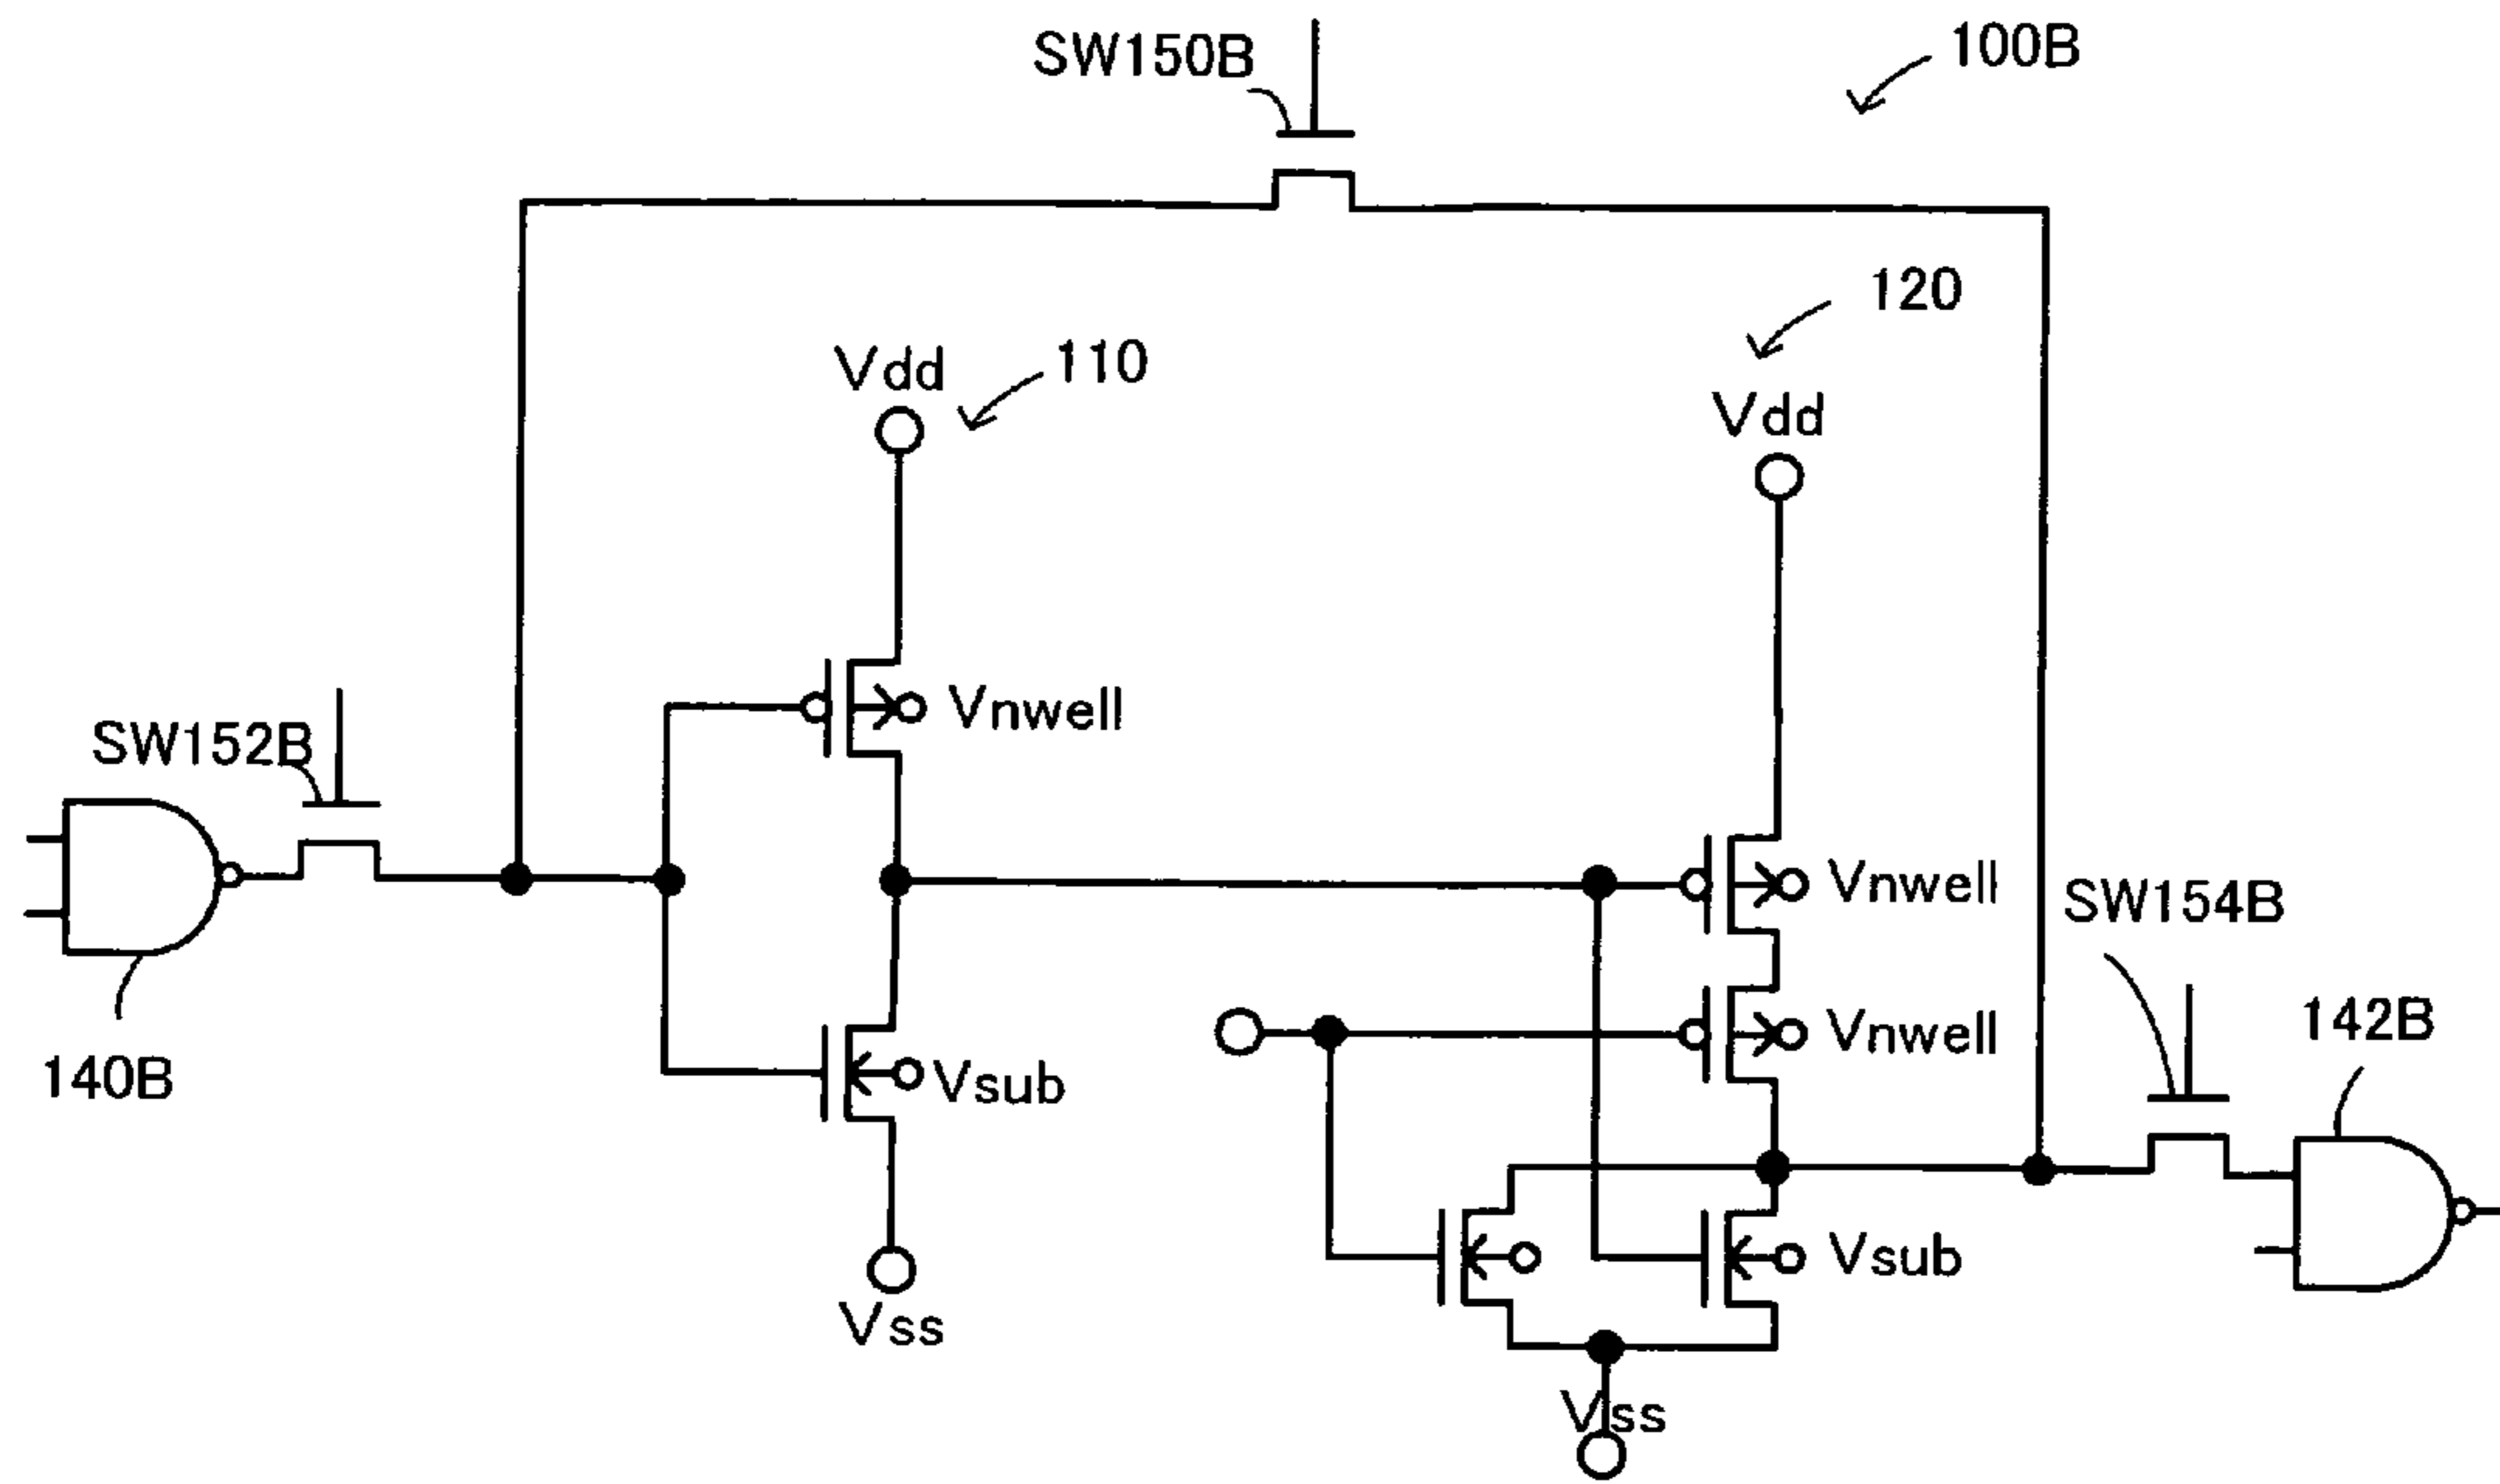 SW150B
100B
120
110
Vdd
Vdd
Vnwell
SW152B
Vnwell
SW154B
Vnwell
142B
140B
Vsub
Vsub
Vss
Vss